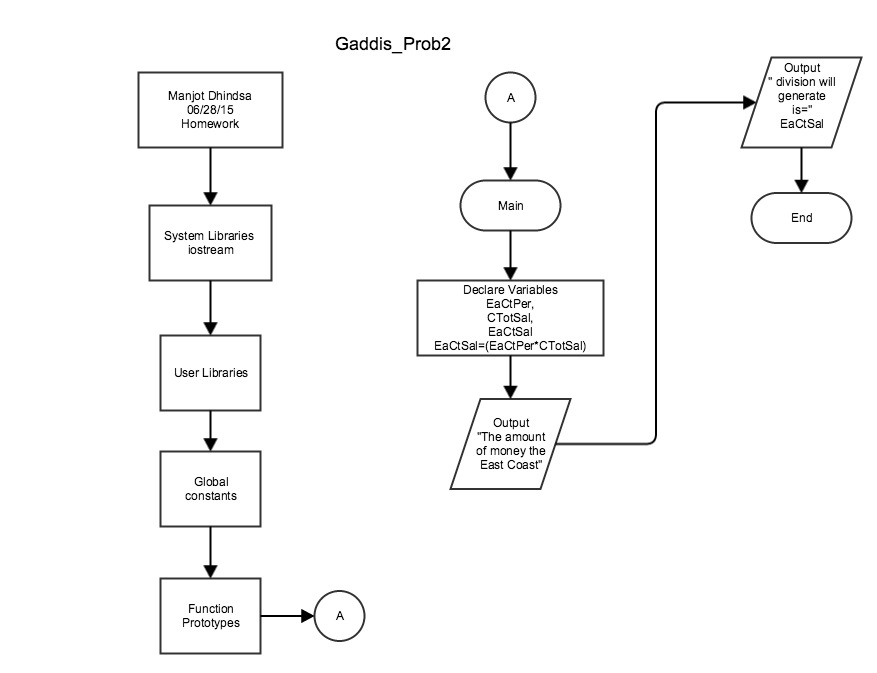 Gaddis_Prob2
Manjot Dhindsa
06/28/15
Homework
System Libraries
iostream
User Libraries
Global
constants
Function
Prototypes
A
A
Main
Declare Variables
EaCtPer,
CTotSal,
EaCtSal
EaCtSal=(EaCtPer*CTotSal)
Output
"The amount
of money the
East Coast"
Output
" division will
generate
is="
EaCtSal
End